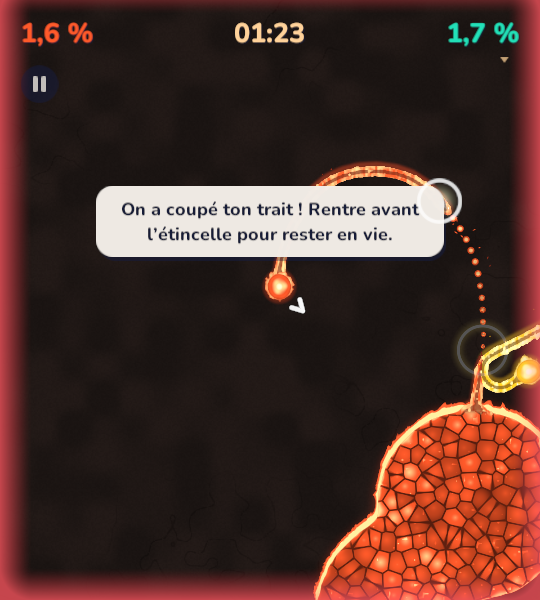 1,6 %
01:23
1,7 %
On a coupé ton trait ! Rentre avant
l’étincelle pour rester en vie.